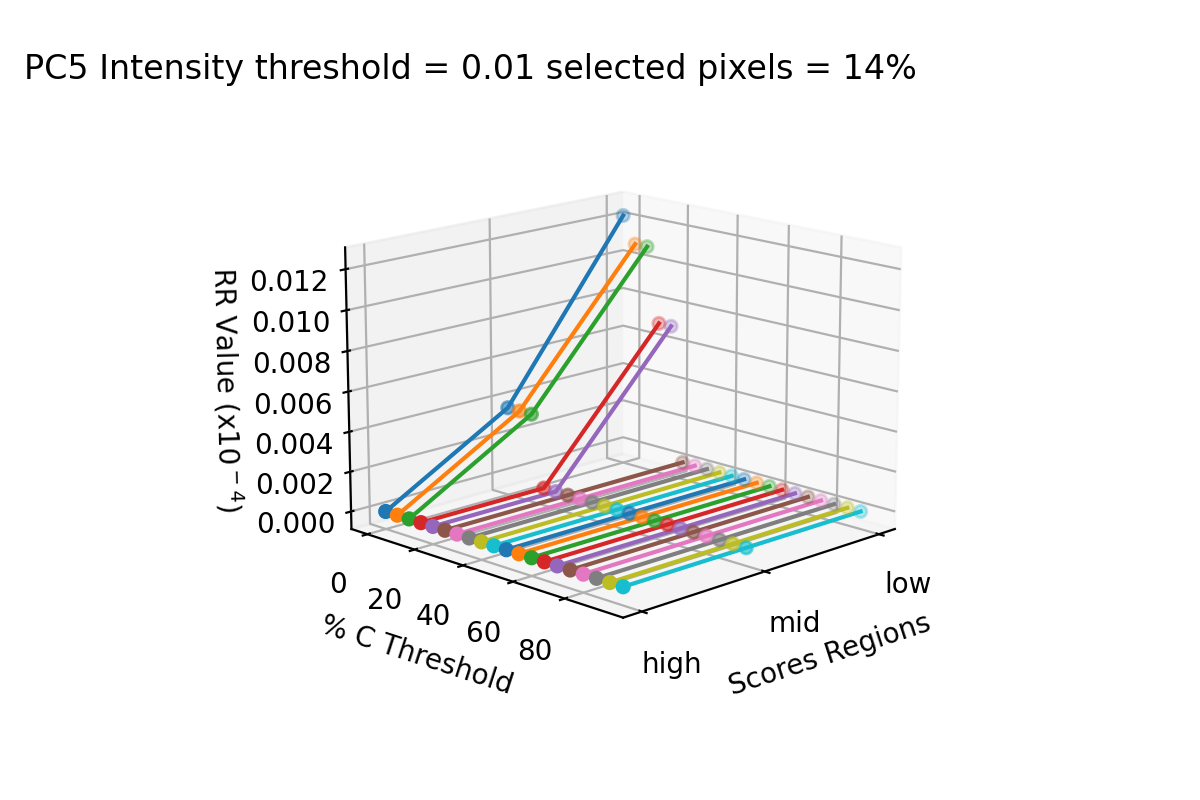 PC5 Intensity threshold = 0.01 selected pixels = 14%
RR Value (x10⁻⁴)
0.012
0.010
0.008
0.006
0.004
0.002
0.000
0
20
40
60
80
% C Threshold
high
mid
low
Scores Regions